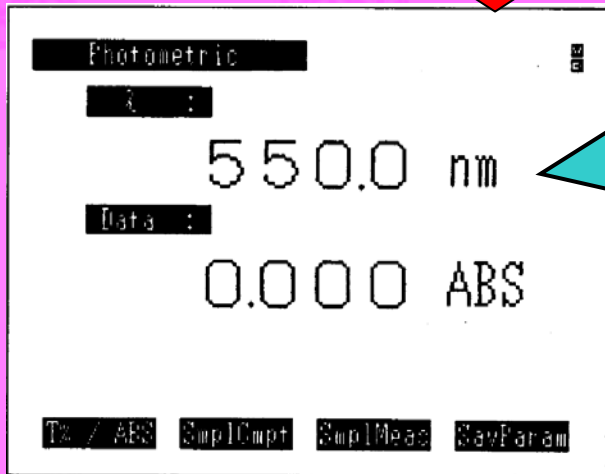 Photometric
λ :
550.0 nm
Data :
0.000 ABS
T% / ABS SmplCmpt SmplMeas SavParam